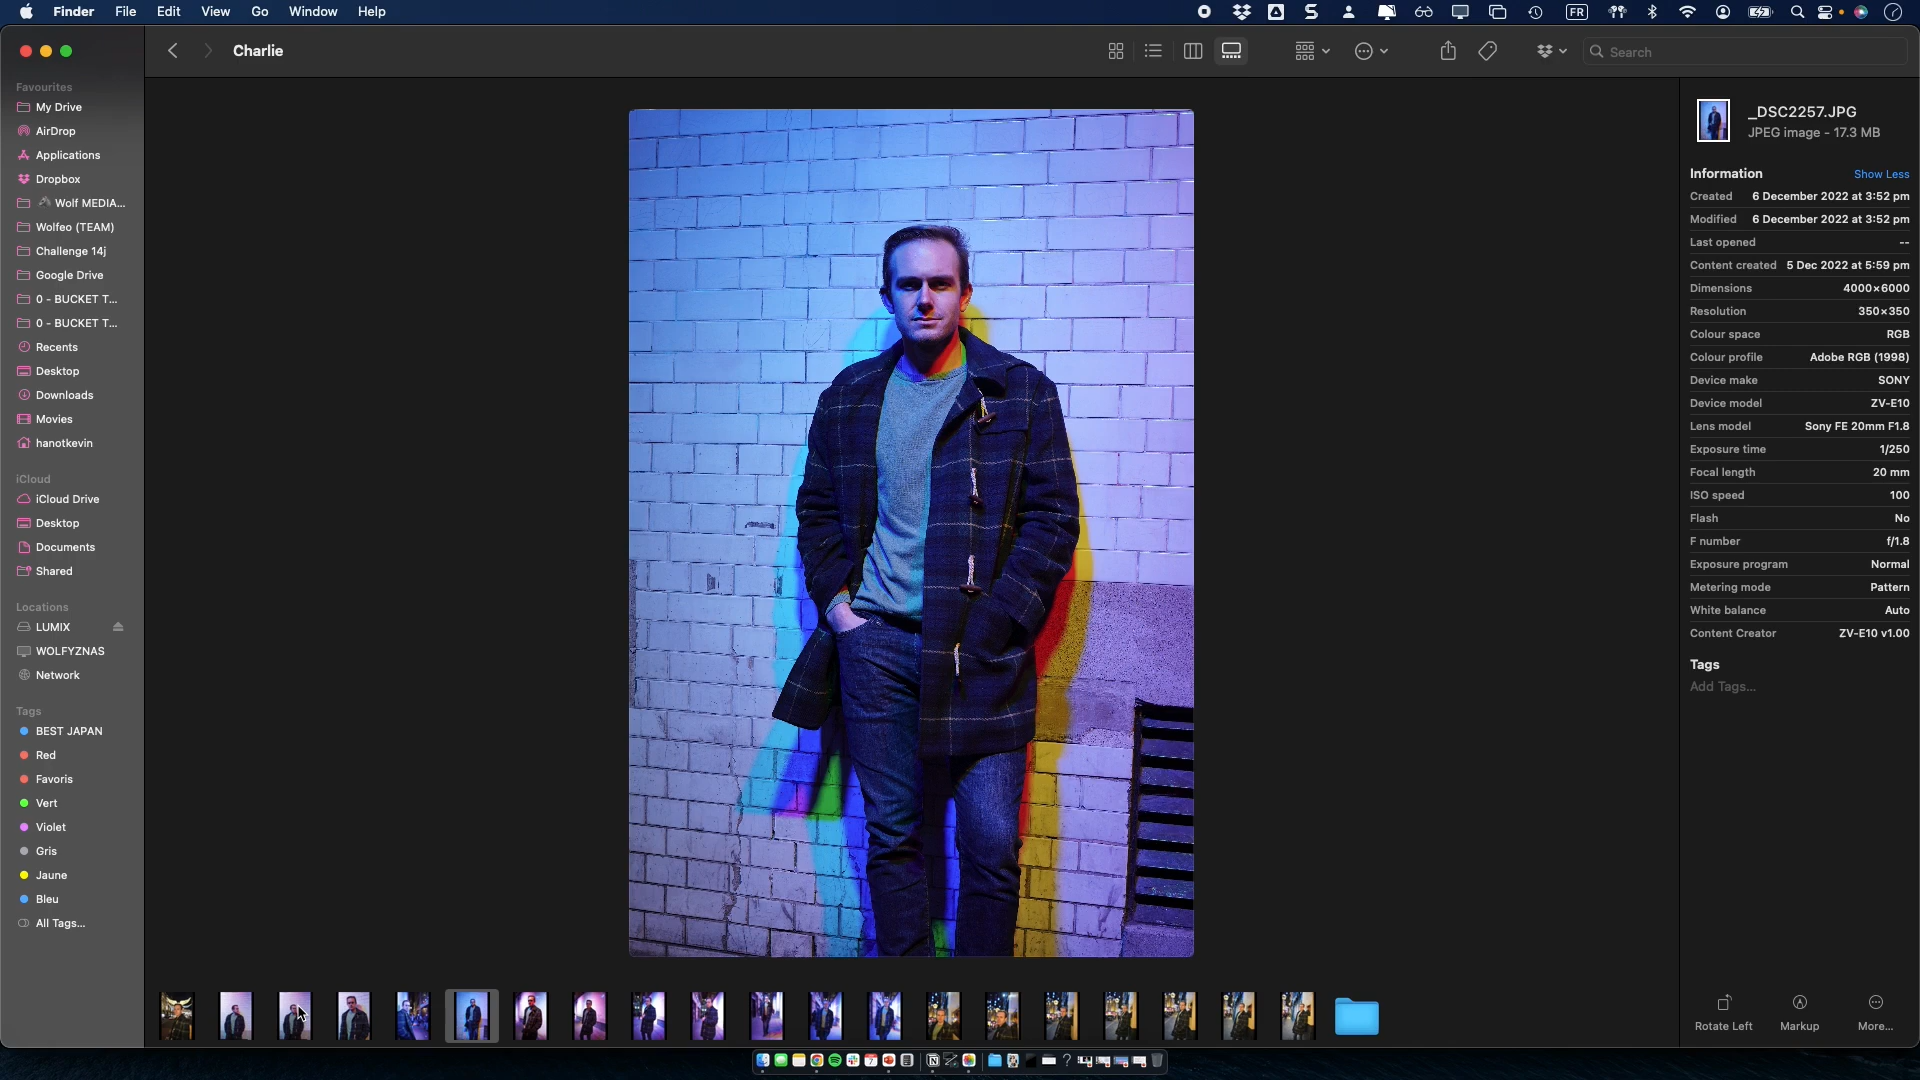 Finder File Edit View Go Window Help
FR
Charlie
Search
Favourites
My Drive
AirDrop
Applications
Dropbox
Wolf MEDIA...
Wolfeo (TEAM)
Challenge 14j
Google Drive
0 - BUCKET T...
0 - BUCKET T...
Recents
Desktop
Downloads
Movies
hanotkevin
iCloud
iCloud Drive
Desktop
Documents
Shared
Locations
LUMIX
WOLFYZNAS
Network
Tags
BEST JAPAN
Red
Favoris
Vert
Violet
Gris
Jaune
Bleu
All Tags...
_DSC2257.JPG
JPEG image - 17.3 MB
Information Show Less
Created 6 December 2022 at 3:52 pm
Modified 6 December 2022 at 3:52 pm
Last opened --
Content created 5 Dec 2022 at 5:59 pm
Dimensions 4000×6000
Resolution 350×350
Colour space RGB
Colour profile Adobe RGB (1998)
Device make SONY
Device model ZV-E10
Lens model Sony FE 20mm F1.8
Exposure time 1/250
Focal length 20 mm
ISO speed 100
Flash No
F number f/1.8
Exposure program Normal
Metering mode Pattern
White balance Auto
Content Creator ZV-E10 v1.00
Tags
Add Tags...
Rotate Left Markup More...